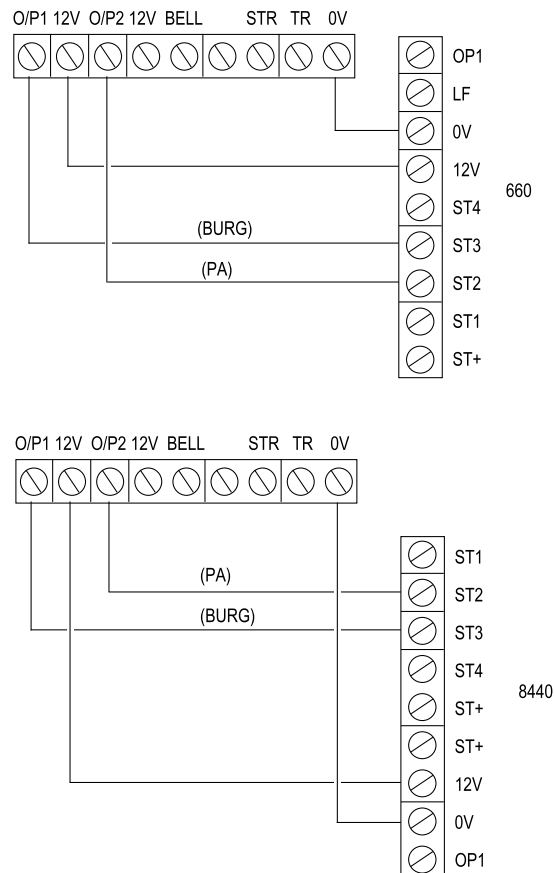 O/P1 12V O/P2 12V BELL STR TR 0V
OP1
LF
0V
12V
660
ST4
(BURG)
ST3
(PA)
ST2
ST1
ST+
O/P1 12V O/P2 12V BELL STR TR 0V
ST1
(PA)
ST2
(BURG)
ST3
ST4
8440
ST+
ST+
12V
0V
OP1